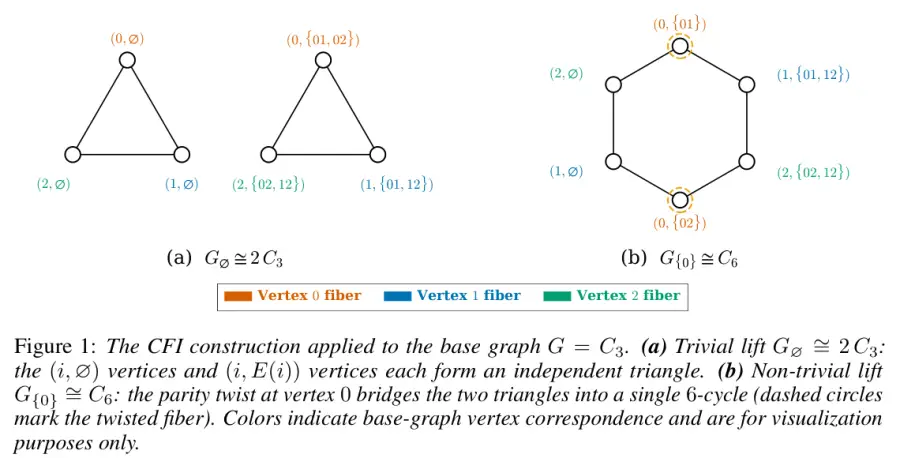 (0, ∅)
(0, {01, 02})
(2, ∅)
(1, ∅)
(2, {02, 12})
(1, {01, 12})
(a) G∅ ≅ 2 C3
(0, {01})
(2, ∅)
(1, {01, 12})
(1, ∅)
(2, {02, 12})
(0, {02})
(b) G{0} ≅ C6
Vertex 0 fiber
Vertex 1 fiber
Vertex 2 fiber
Figure 1: The CFI construction applied to the base graph G = C3. (a) Trivial lift G∅ ≅ 2 C3:
the (i, ∅) vertices and (i, E(i)) vertices each form an independent triangle. (b) Non-trivial lift
G{0} ≅ C6: the parity twist at vertex 0 bridges the two triangles into a single 6-cycle (dashed circles
mark the twisted fiber). Colors indicate base-graph vertex correspondence and are for visualization
purposes only.